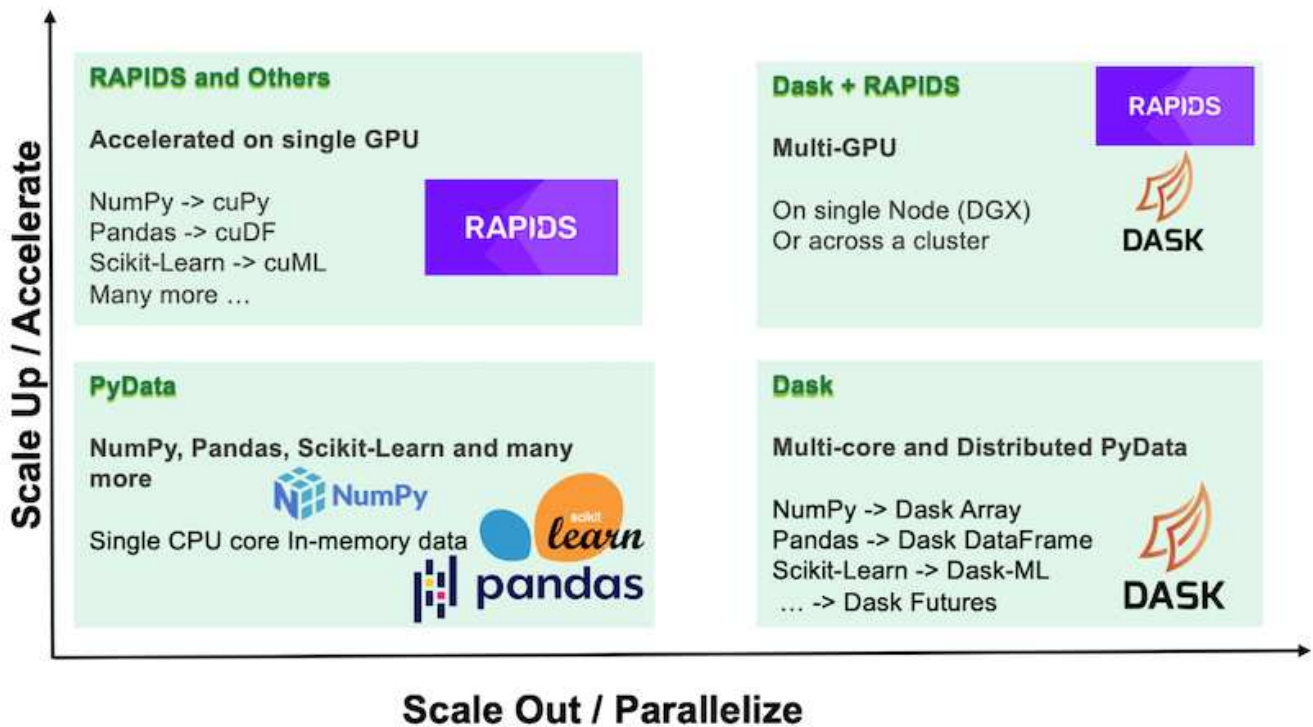 Scale Up / Accelerate
RAPIDS and Others
Accelerated on single GPU
NumPy -> cuPy
Pandas -> cuDF
Scikit-Learn -> cuML
Many more …
RAPIDS
Dask + RAPIDS
Multi-GPU
On single Node (DGX)
Or across a cluster
RAPIDS
DASK
PyData
NumPy, Pandas, Scikit-Learn and many
more
NumPy
Single CPU core In-memory data
scikit
learn
pandas
Dask
Multi-core and Distributed PyData
NumPy -> Dask Array
Pandas -> Dask DataFrame
Scikit-Learn -> Dask-ML
… -> Dask Futures
DASK
Scale Out / Parallelize